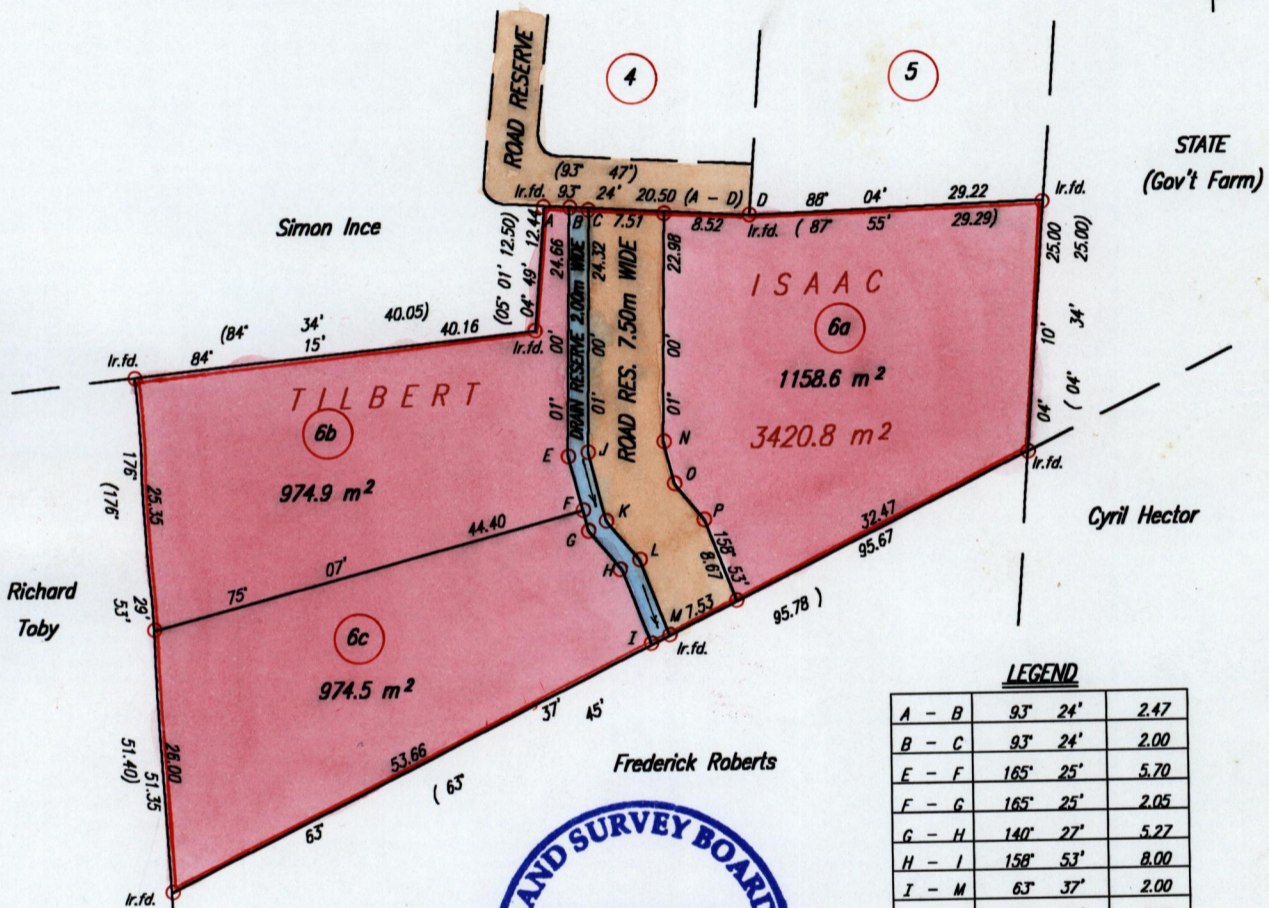 ROAD RESERVE
4
5
STATE
(Gov't Farm)
ROAD RESERVE
(93° 47')
Ir.fd. 93° 24' 20.50 (A - D) D 88° 04' 29.22 Ir.fd.
A B C 7.51 8.52 Ir.fd. ( 87° 55' 29.29)
Simon Ince
(05° 01' 12.50)
04° 49' 12.44
24.66
01° 00'
DRAIN RESERVE 2.00m WIDE
24.32
01° 00'
ROAD RES. 7.50m WIDE
22.98
01° 00'
ISAAC
6a
1158.6 m²
3420.8 m²
25.00
25.00)
04° 10'
( 04° 34'
(84° 34' 40.05)
84° 15' 40.16
Ir.fd.
Ir.fd.
TILBERT
6b
974.9 m²
E
J
N
O
F
K
P
G
L
H
Ir.fd.
Cyril Hector
176° 29'
(176° 53'
25.35
44.40
75° 07'
158° 53'
8.67
32.47
95.67
95.78 )
Richard
Toby
6c
974.5 m²
I
M 7.53
Ir.fd.
26.00
51.35
51.40)
53.66
63° 37'
( 63° 45'
Frederick Roberts
Ir.fd.
LAND SURVEY BOARD
LEGEND
A - B 93° 24' 2.47
B - C 93° 24' 2.00
E - F 165° 25' 5.70
F - G 165° 25' 2.05
G - H 140° 27' 5.27
H - I 158° 53' 8.00
I - M 63° 37' 2.00